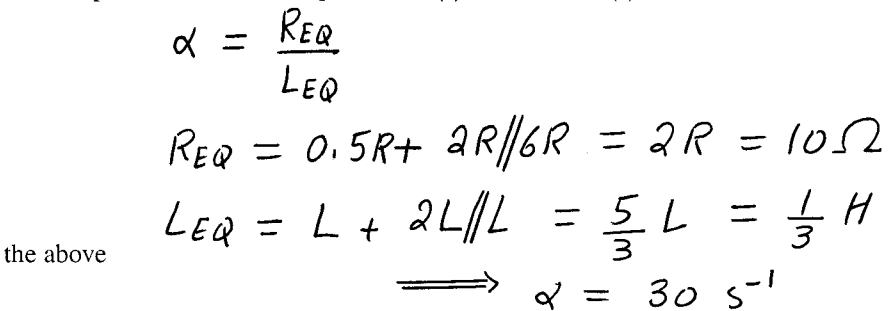 α = R_EQ / L_EQ
R_EQ = 0.5R + 2R//6R = 2R = 10Ω
L_EQ = L + 2L//L = 5/3 L = 1/3 H
the above
⟹ α = 30 s⁻¹